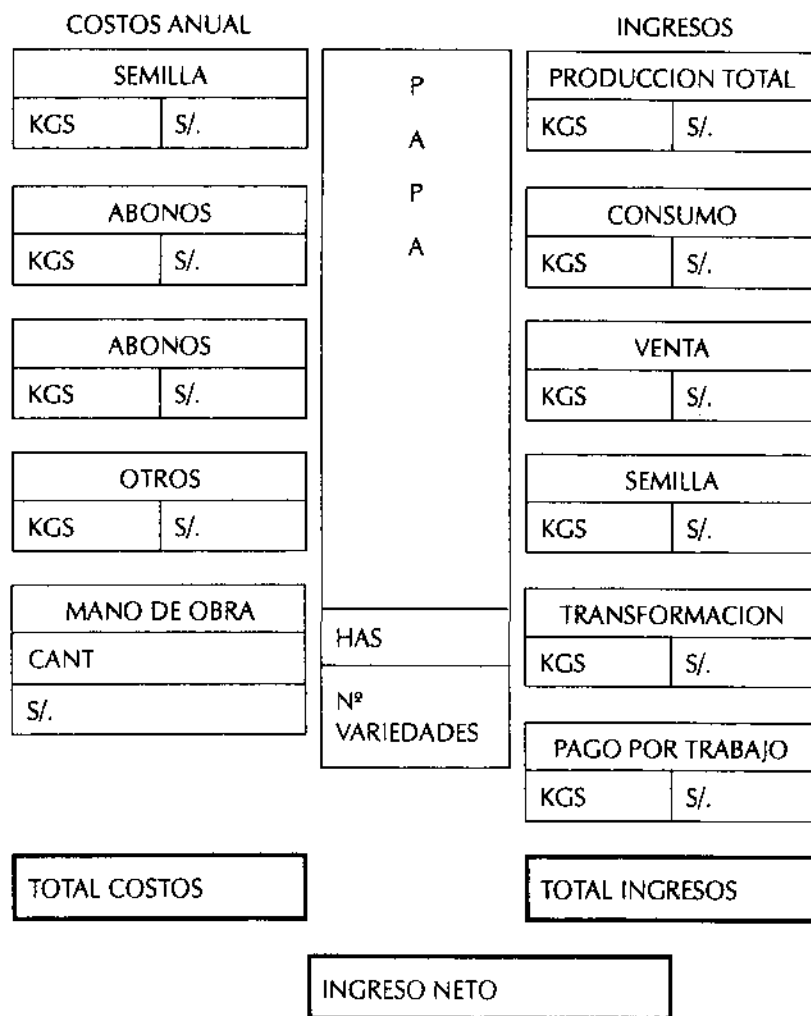 COSTOS ANUAL
SEMILLA
KGS S/.
ABONOS
KGS S/.
ABONOS
KGS S/.
OTROS
KGS S/.
MANO DE OBRA
CANT
S/.
TOTAL COSTOS
P
A
P
A
HAS
Nº
VARIEDADES
INGRESOS
PRODUCCION TOTAL
KGS S/.
CONSUMO
KGS S/.
VENTA
KGS S/.
SEMILLA
KGS S/.
TRANSFORMACION
KGS S/.
PAGO POR TRABAJO
KGS S/.
TOTAL INGRESOS
INGRESO NETO